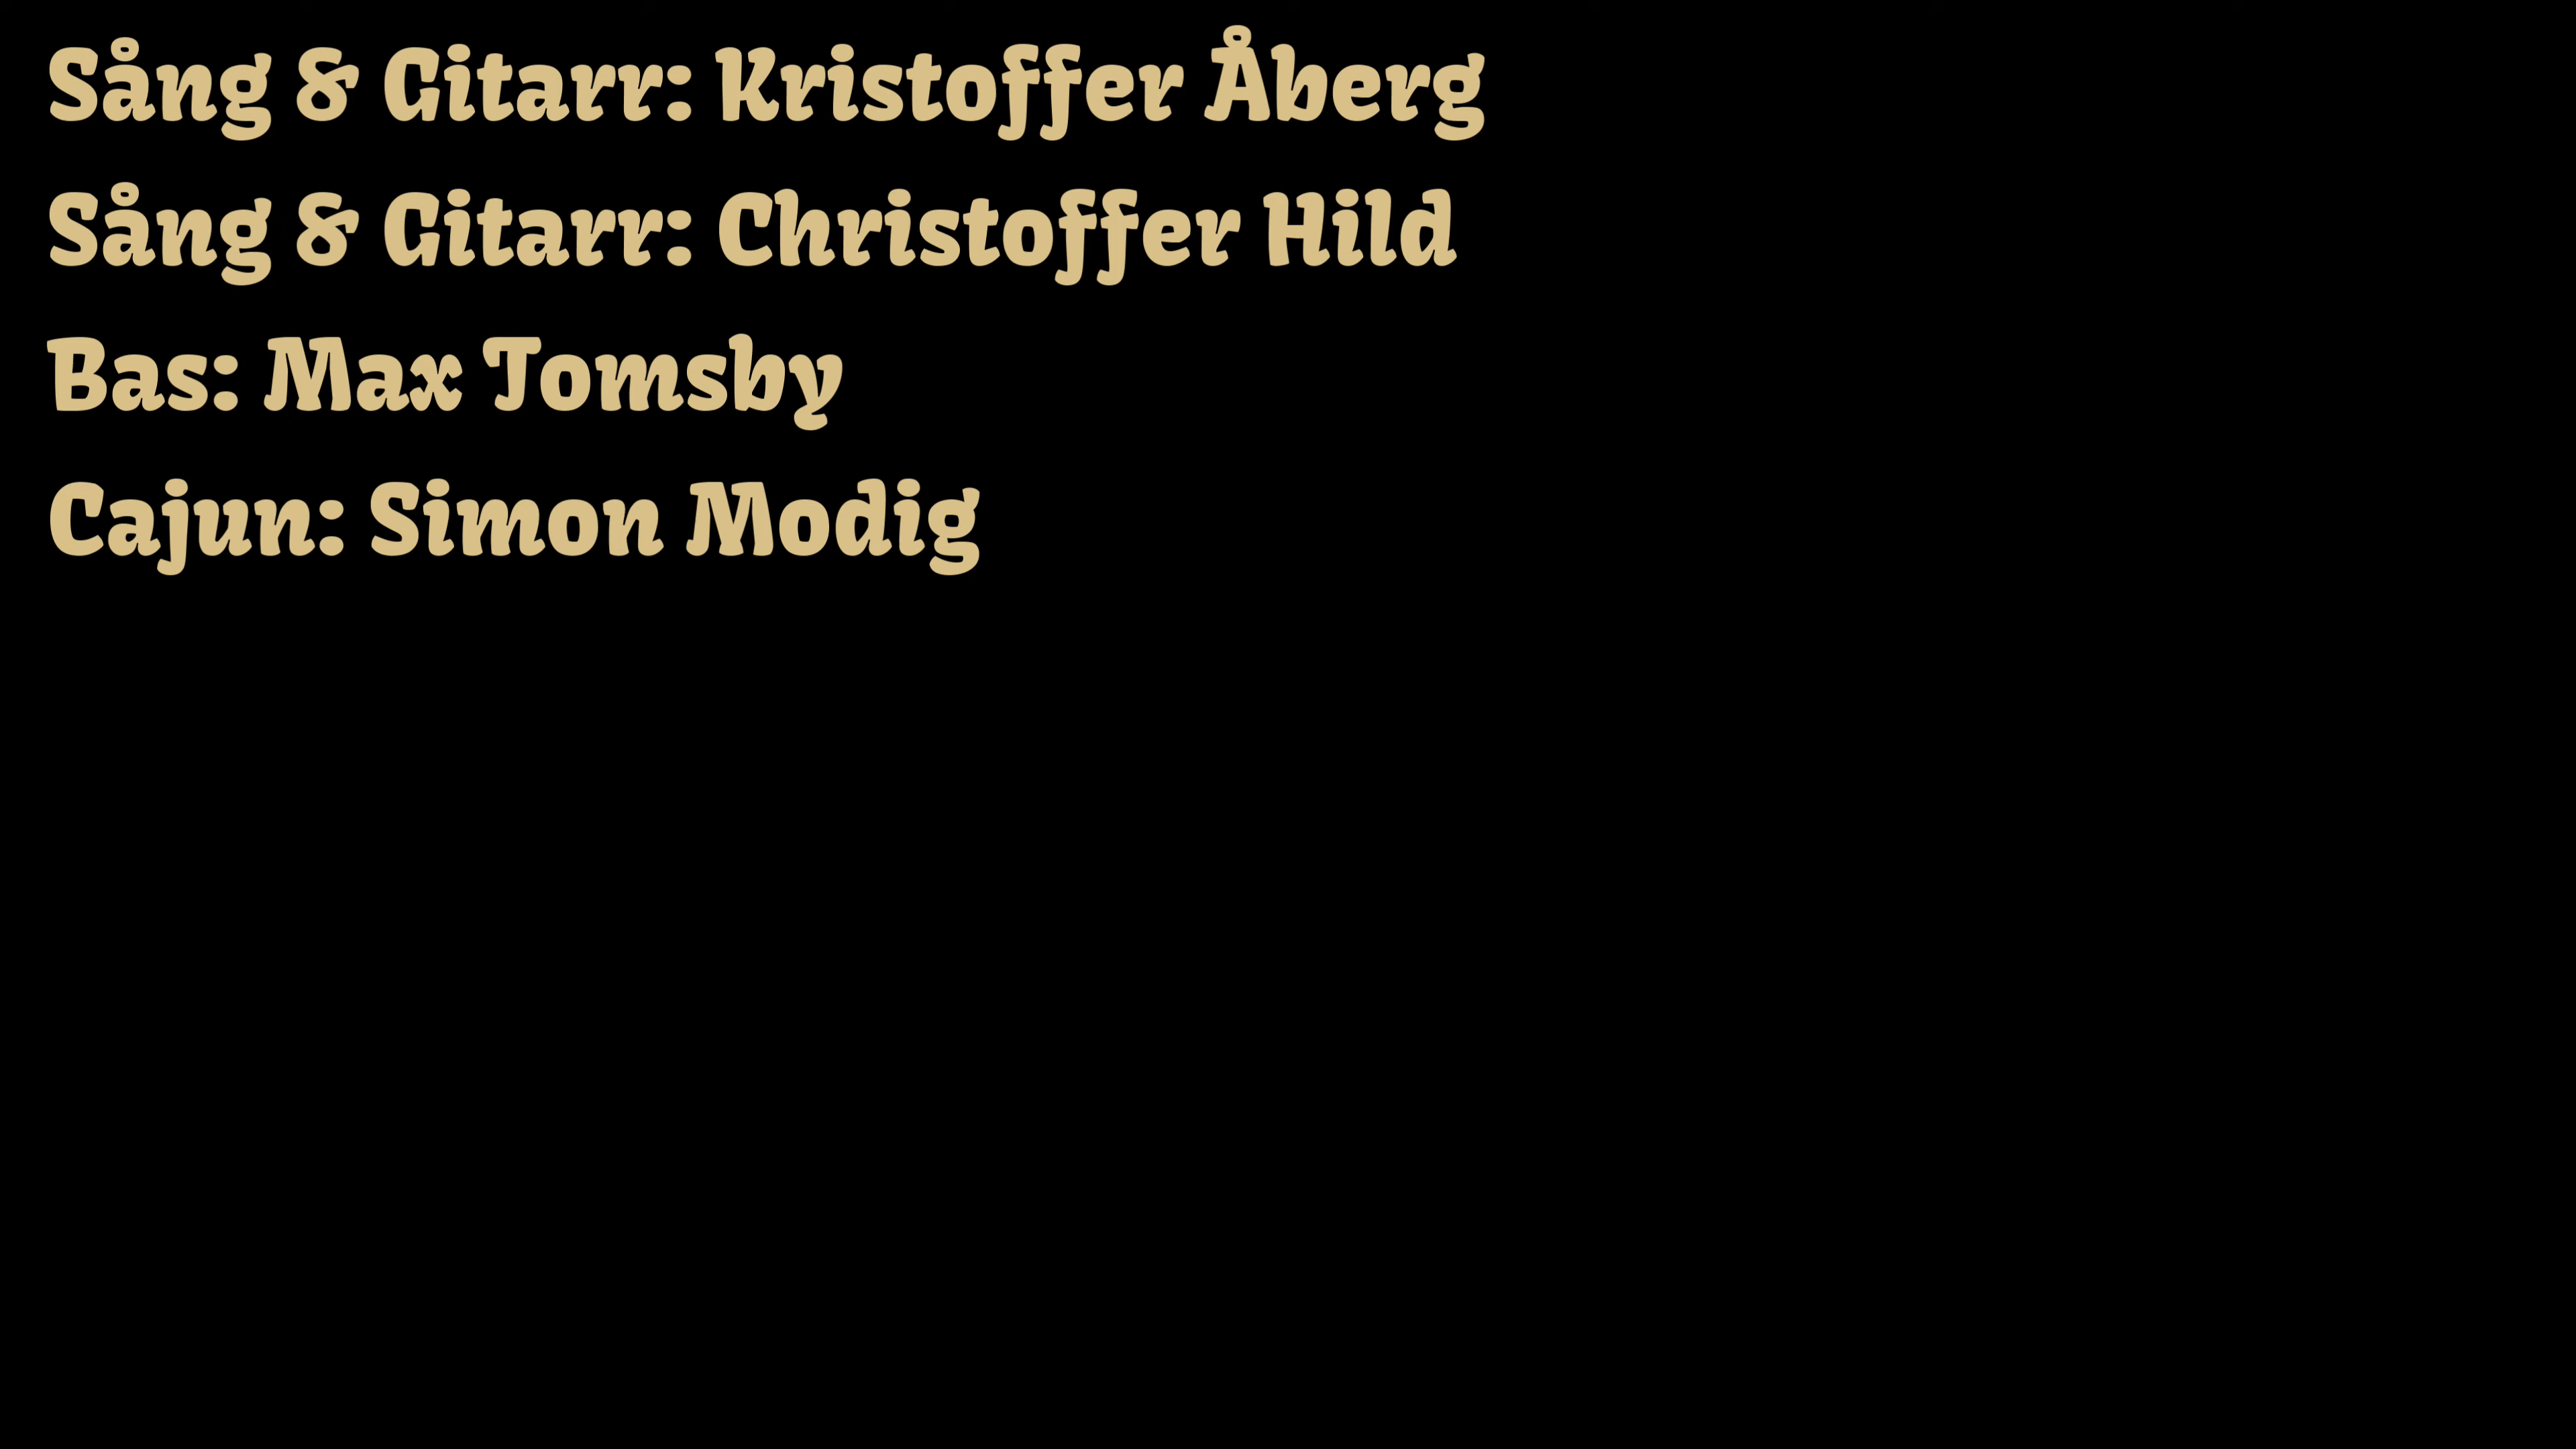 Sång & Gitarr: Kristoffer Åberg
Sång & Gitarr: Christoffer Hild
Bas: Max Tomsby
Cajun: Simon Modig